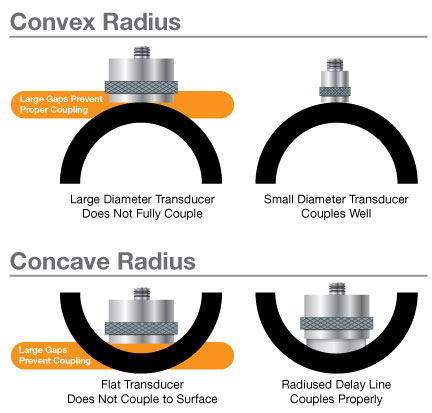 Convex Radius
Large Gaps Prevent
Proper Coupling
Large Diameter Transducer
Does Not Fully Couple
Small Diameter Transducer
Couples Well
Concave Radius
Large Gaps
Prevent Coupling
Flat Transducer
Does Not Couple to Surface
Radiused Delay Line
Couples Properly